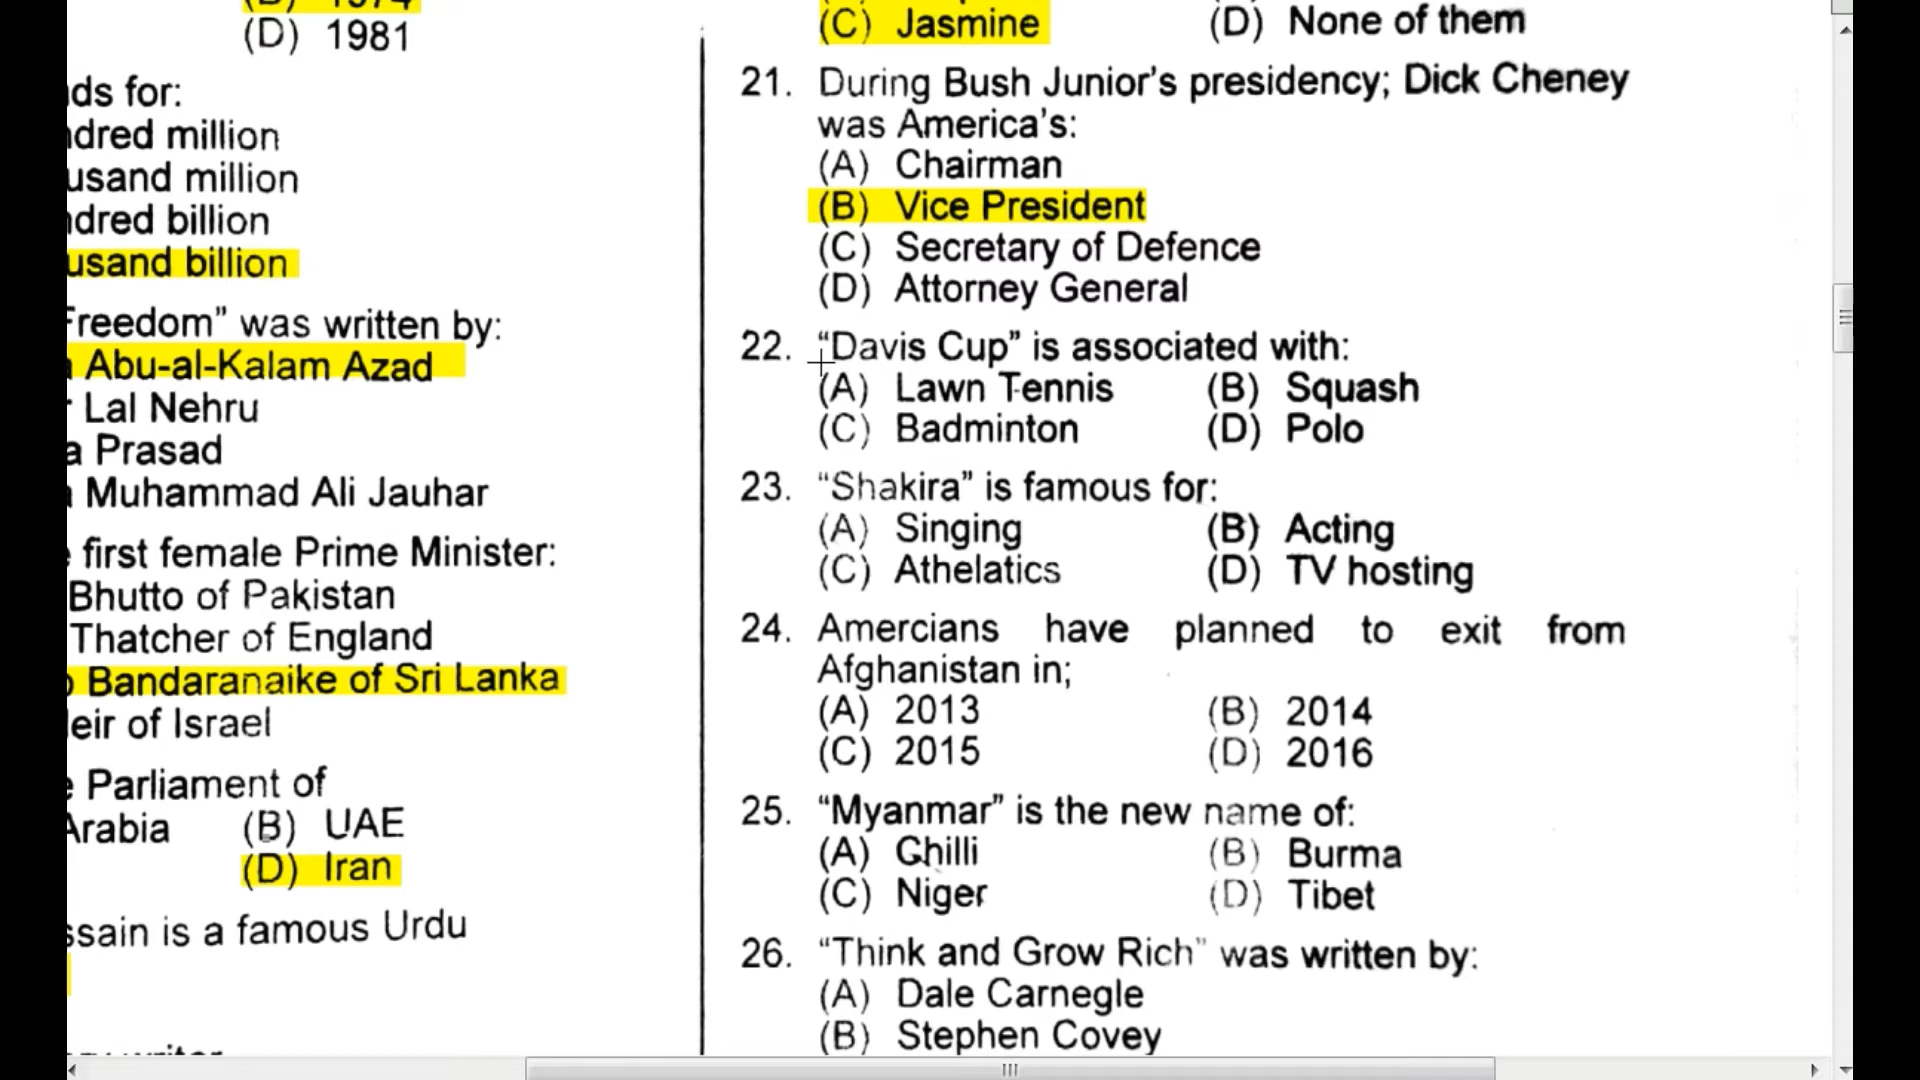 (D) 1981
ds for:
dred million
usand million
dred billion
usand billion
Freedom” was written by:
Abu-al-Kalam Azad
Lal Nehru
a Prasad
Muhammad Ali Jauhar
first female Prime Minister:
Bhutto of Pakistan
Thatcher of England
Bandaranaike of Sri Lanka
eir of Israel
Parliament of
Arabia (B) UAE
(D) Iran
ssain is a famous Urdu
(C) Jasmine (D) None of them
21. During Bush Junior’s presidency; Dick Cheney
was America’s:
(A) Chairman
(B) Vice President
(C) Secretary of Defence
(D) Attorney General
22. “Davis Cup” is associated with:
(A) Lawn Tennis (B) Squash
(C) Badminton (D) Polo
23. “Shakira” is famous for:
(A) Singing (B) Acting
(C) Athelatics (D) TV hosting
24. Amercians have planned to exit from
Afghanistan in;
(A) 2013 (B) 2014
(C) 2015 (D) 2016
25. “Myanmar” is the new name of:
(A) Chilli (B) Burma
(C) Niger (D) Tibet
26. “Think and Grow Rich” was written by:
(A) Dale Carnegle
(B) Stephen Covey